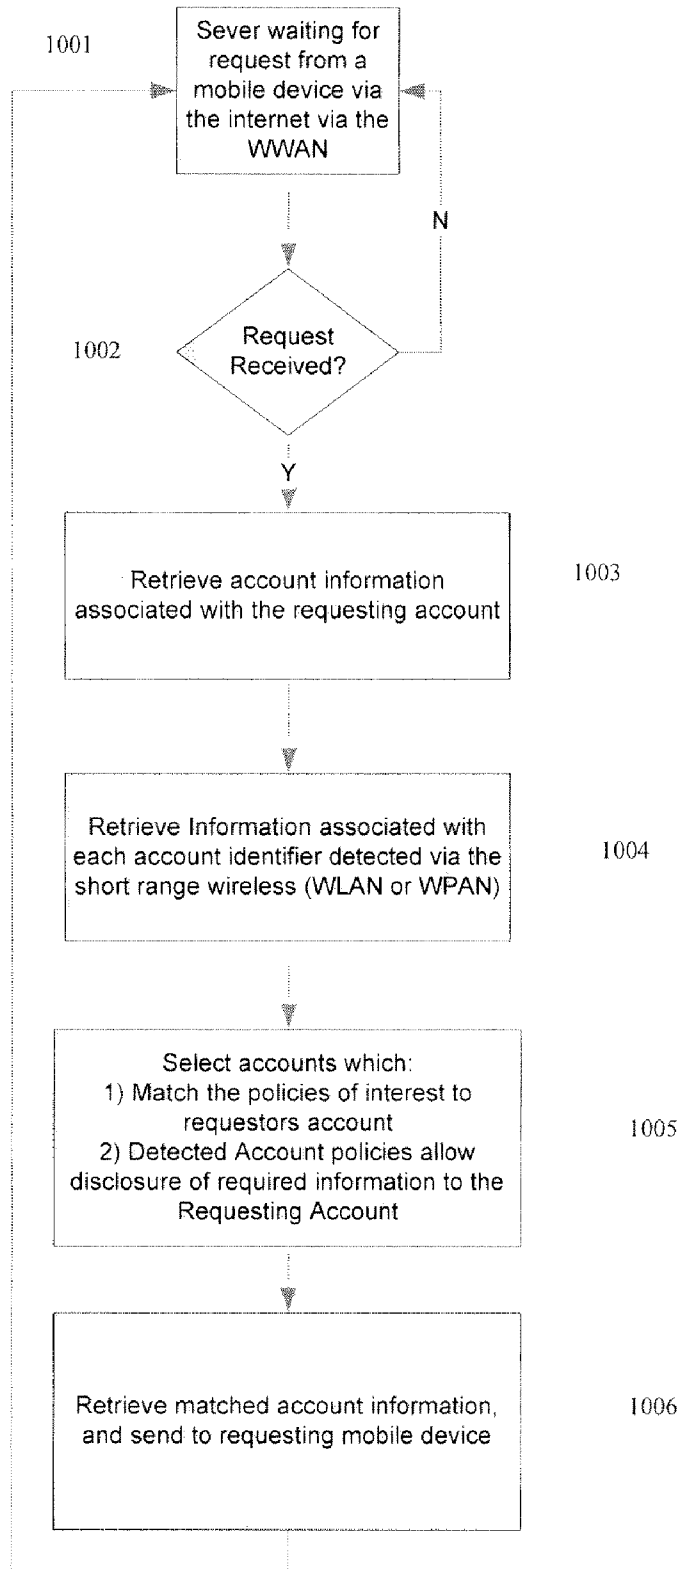 1001
Sever waiting for
request from a
mobile device via
the internet via the
WWAN
N
1002
Request
Received?
Y
Retrieve account information
associated with the requesting account
1003
Retrieve Information associated with
each account identifier detected via the
short range wireless (WLAN or WPAN)
1004
Select accounts which:
1) Match the policies of interest to
requestors account
2) Detected Account policies allow
disclosure of required information to the
Requesting Account
1005
Retrieve matched account information,
and send to requesting mobile device
1006